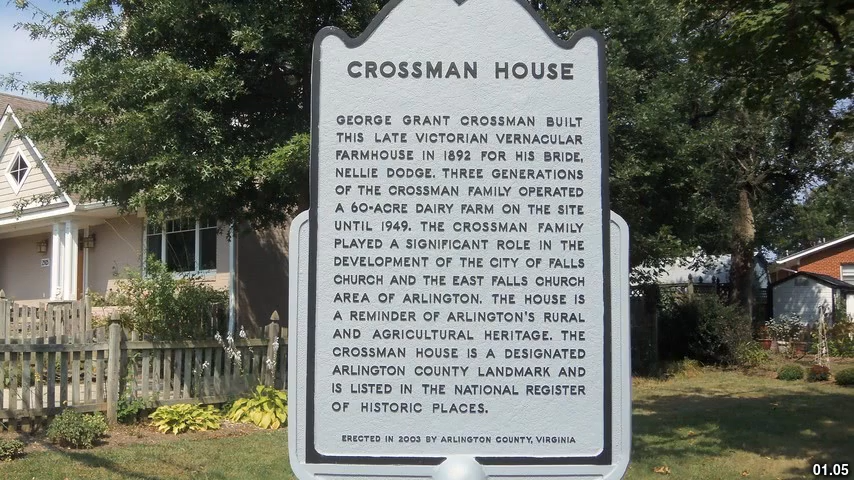 CROSSMAN HOUSE
GEORGE GRANT CROSSMAN BUILT
THIS LATE VICTORIAN VERNACULAR
FARMHOUSE IN 1892 FOR HIS BRIDE,
NELLIE DODGE. THREE GENERATIONS
OF THE CROSSMAN FAMILY OPERATED
A 60-ACRE DAIRY FARM ON THE SITE
UNTIL 1949. THE CROSSMAN FAMILY
PLAYED A SIGNIFICANT ROLE IN THE
DEVELOPMENT OF THE CITY OF FALLS
CHURCH AND THE EAST FALLS CHURCH
AREA OF ARLINGTON. THE HOUSE IS
A REMINDER OF ARLINGTON'S RURAL
AND AGRICULTURAL HERITAGE. THE
CROSSMAN HOUSE IS A DESIGNATED
ARLINGTON COUNTY LANDMARK AND
IS LISTED IN THE NATIONAL REGISTER
OF HISTORIC PLACES.
ERECTED IN 2003 BY ARLINGTON COUNTY, VIRGINIA
01.05